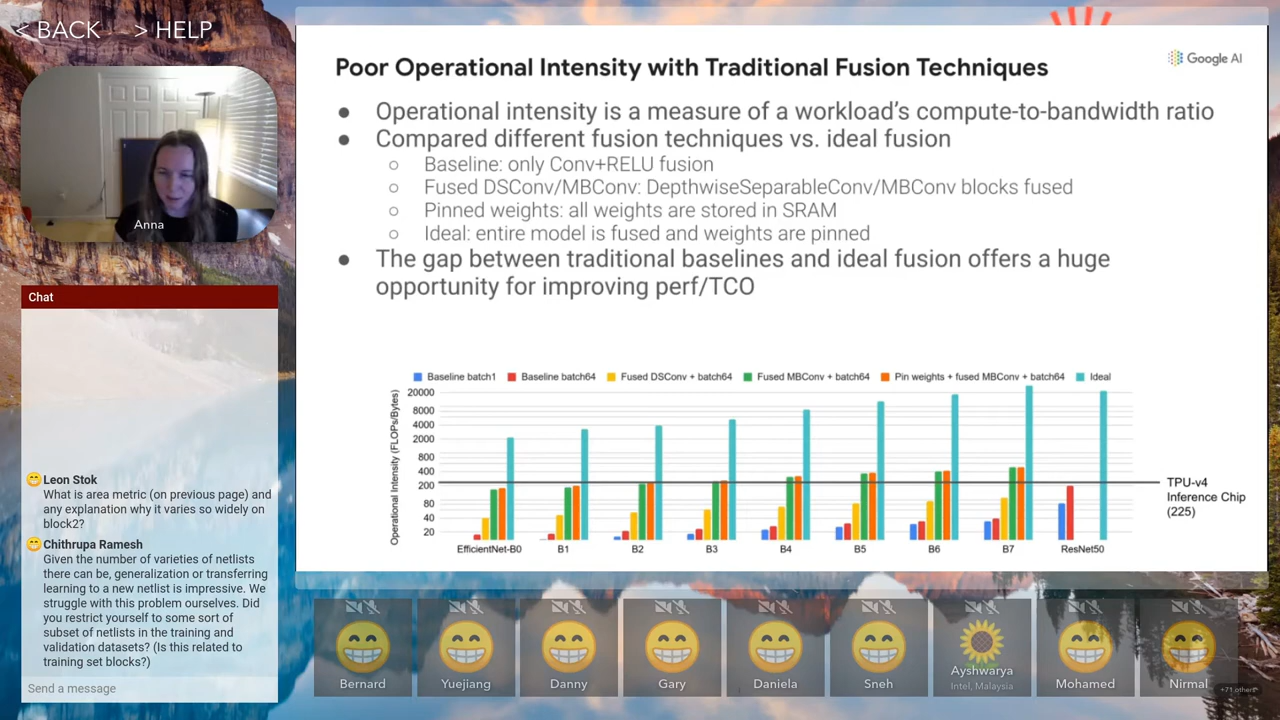 < BACK
> HELP
Anna
Chat
Leon Stok
What is area metric (on previous page) and
any explanation why it varies so widely on
block2?
Chithrupa Ramesh
Given the number of varieties of netlists
there can be, generalization or transferring
learning to a new netlist is impressive. We
struggle with this problem ourselves. Did
you restrict yourself to some sort of
subset of netlists in the training and
validation datasets? (Is this related to
training set blocks?)
Send a message
Poor Operational Intensity with Traditional Fusion Techniques
Google AI
● Operational intensity is a measure of a workload's compute-to-bandwidth ratio
● Compared different fusion techniques vs. ideal fusion
○ Baseline: only Conv+RELU fusion
○ Fused DSConv/MBConv: DepthwiseSeparableConv/MBConv blocks fused
○ Pinned weights: all weights are stored in SRAM
○ Ideal: entire model is fused and weights are pinned
● The gap between traditional baselines and ideal fusion offers a huge
opportunity for improving perf/TCO
Baseline batch1 Baseline batch64 Fused DSConv + batch64 Fused MBConv + batch64 Pin weights + fused MBConv + batch64 Ideal
Operational Intensity (FLOPs/Bytes)
20000
8000
4000
2000
800
400
200
80
40
20
EfficientNet-B0 B1 B2 B3 B4 B5 B6 B7 ResNet50
TPU-v4
Inference Chip
(225)
Bernard
Yuejiang
Danny
Gary
Daniela
Sneh
Ayshwarya
Intel, Malaysia
Mohamed
Nirmal
+71 others